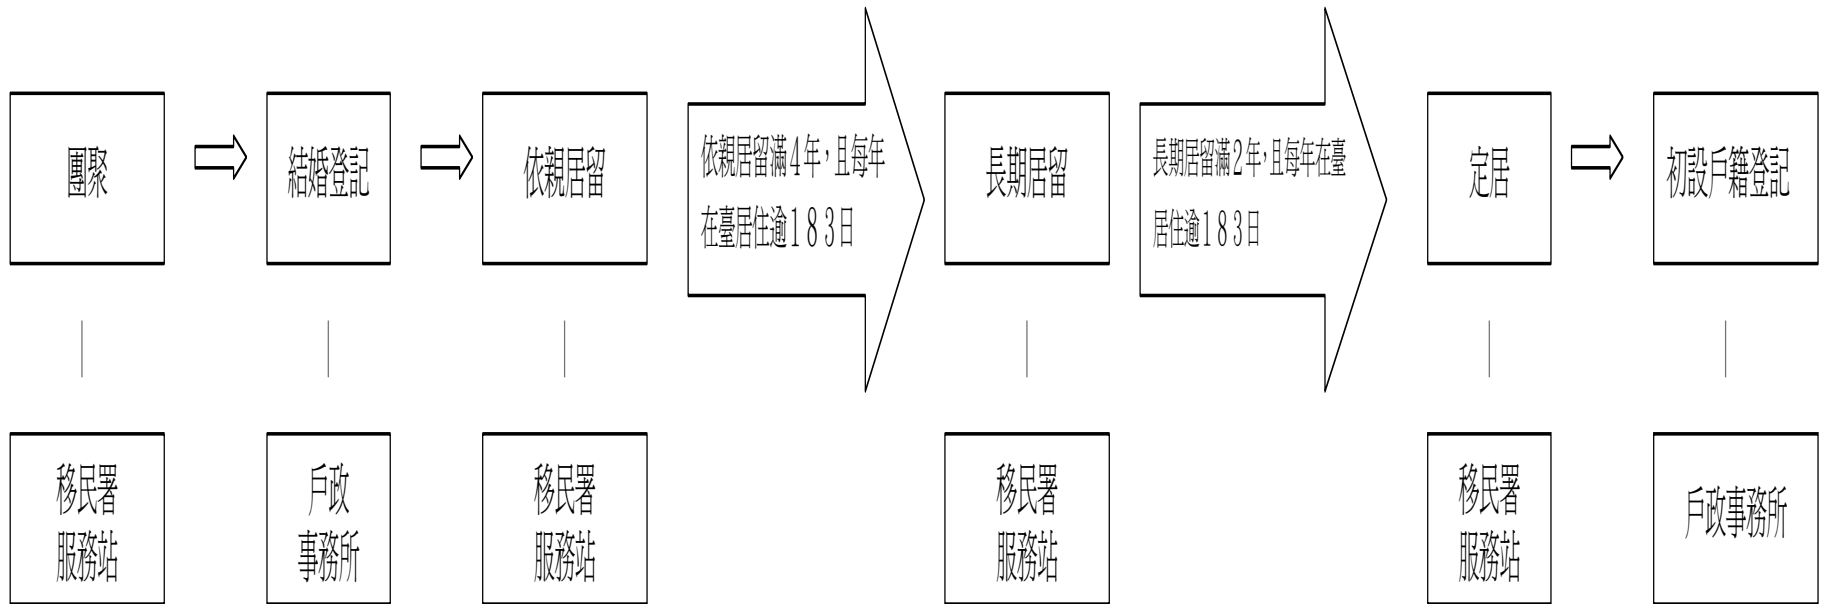 團聚
結婚登記
依親居留
依親居留滿4年，且每年
在臺居住逾183日
長期居留
長期居留滿2年，且每年在臺
居住逾183日
定居
初設戶籍登記
移民署
服務站
戶政
事務所
移民署
服務站
移民署
服務站
移民署
服務站
戶政事務所